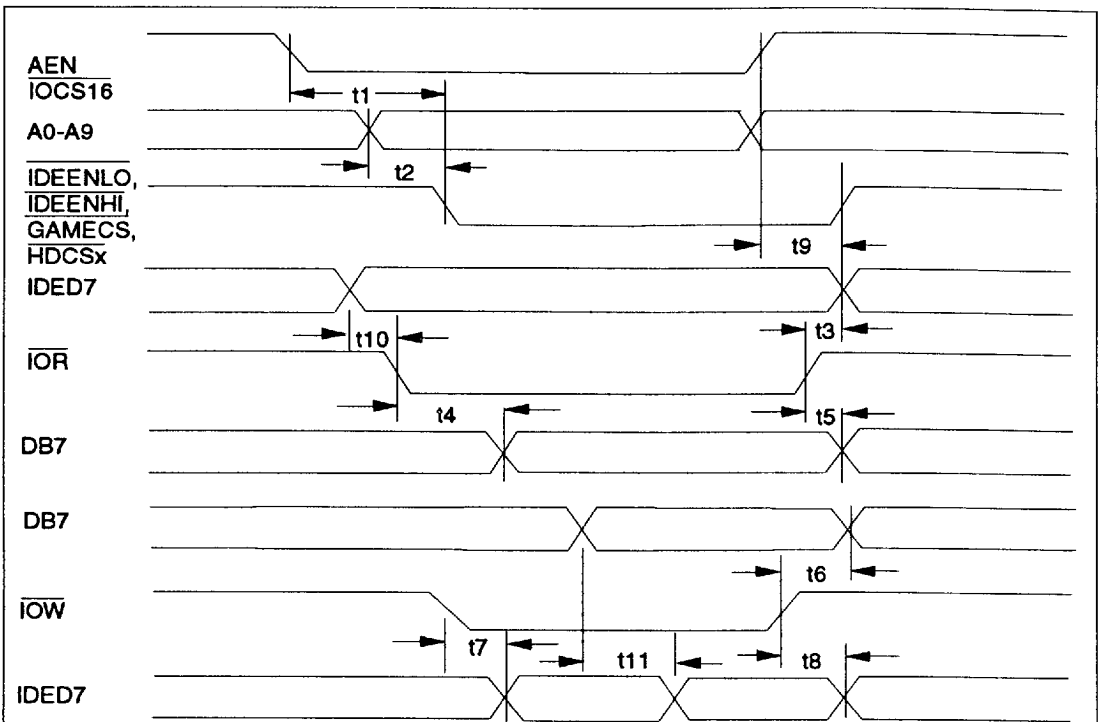 AEN
IOCS16
t1
A0-A9
t2
IDEENLO,
IDEENHI,
GAMECS,
HDCSx
t9
IDED7
t10
t3
IOR
t4
t5
DB7
DB7
t6
IOW
t7
t11
t8
IDED7